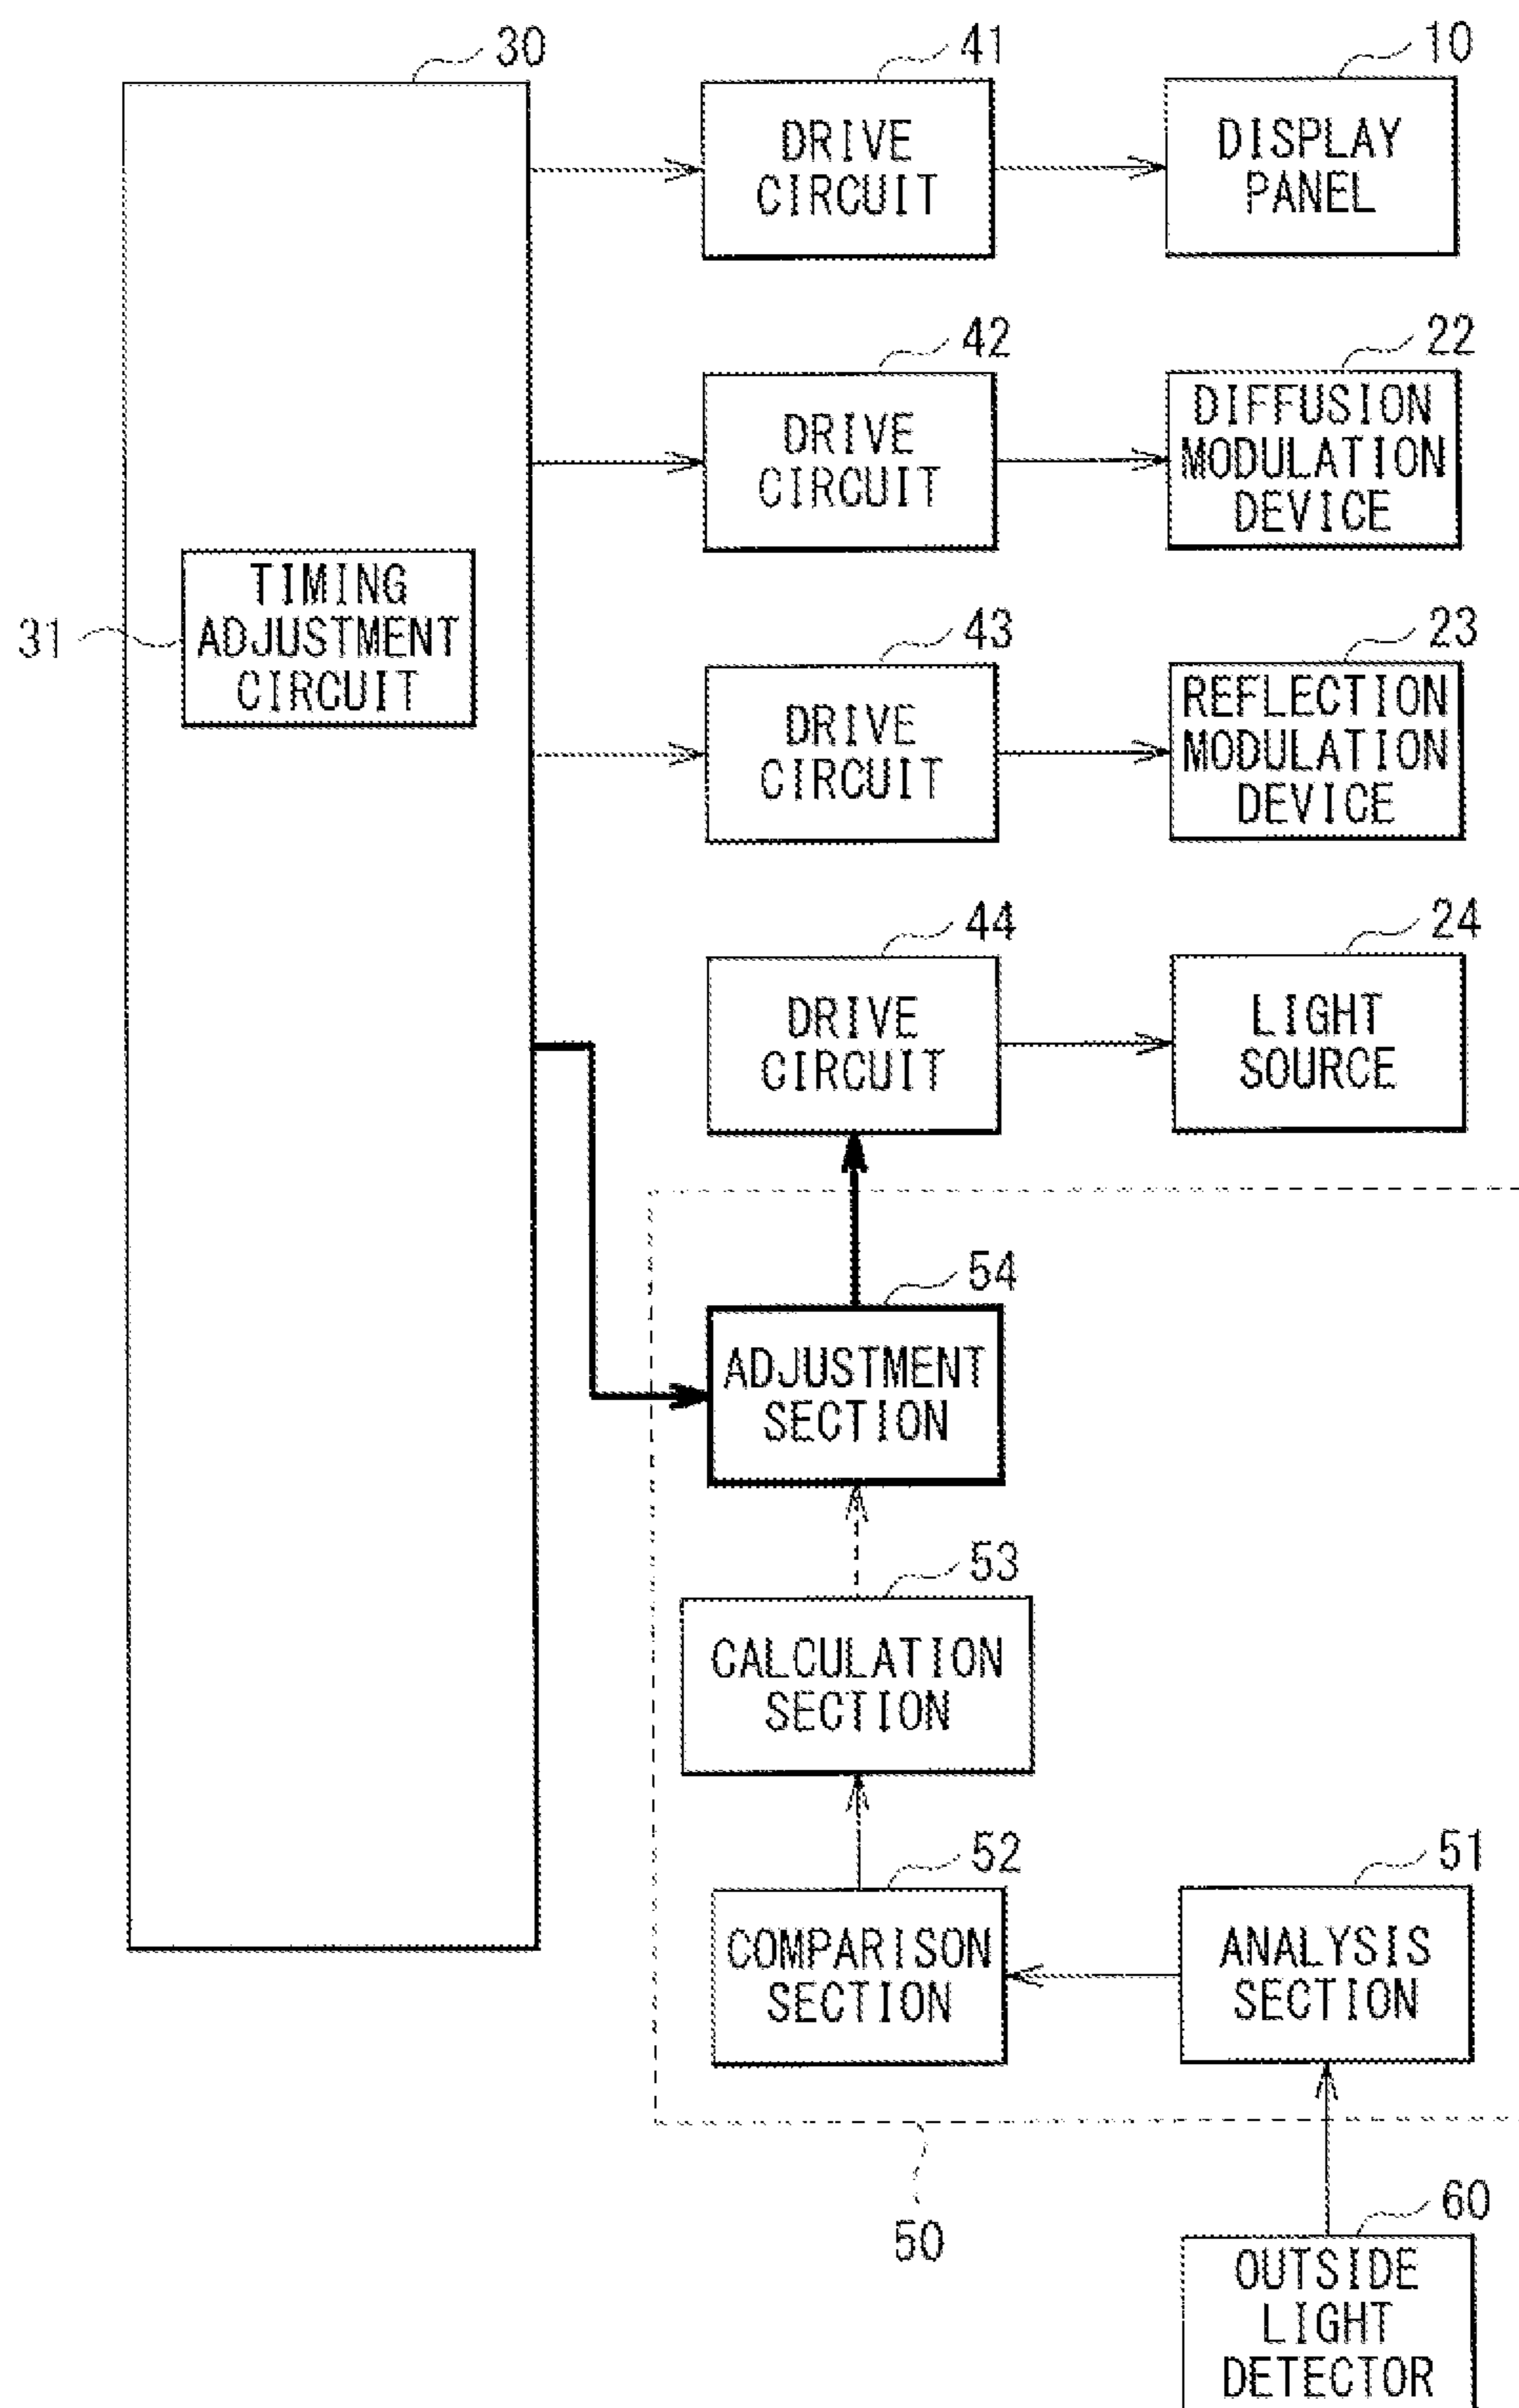 30
41
10
DRIVE
CIRCUIT
DISPLAY
PANEL
42
22
DRIVE
CIRCUIT
DIFFUSION
MODULATION
DEVICE
TIMING
ADJUSTMENT
CIRCUIT
31
43
23
DRIVE
CIRCUIT
REFLECTION
MODULATION
DEVICE
44
24
DRIVE
CIRCUIT
LIGHT
SOURCE
54
ADJUSTMENT
SECTION
53
CALCULATION
SECTION
52
51
COMPARISON
SECTION
ANALYSIS
SECTION
50
60
OUTSIDE
LIGHT
DETECTOR